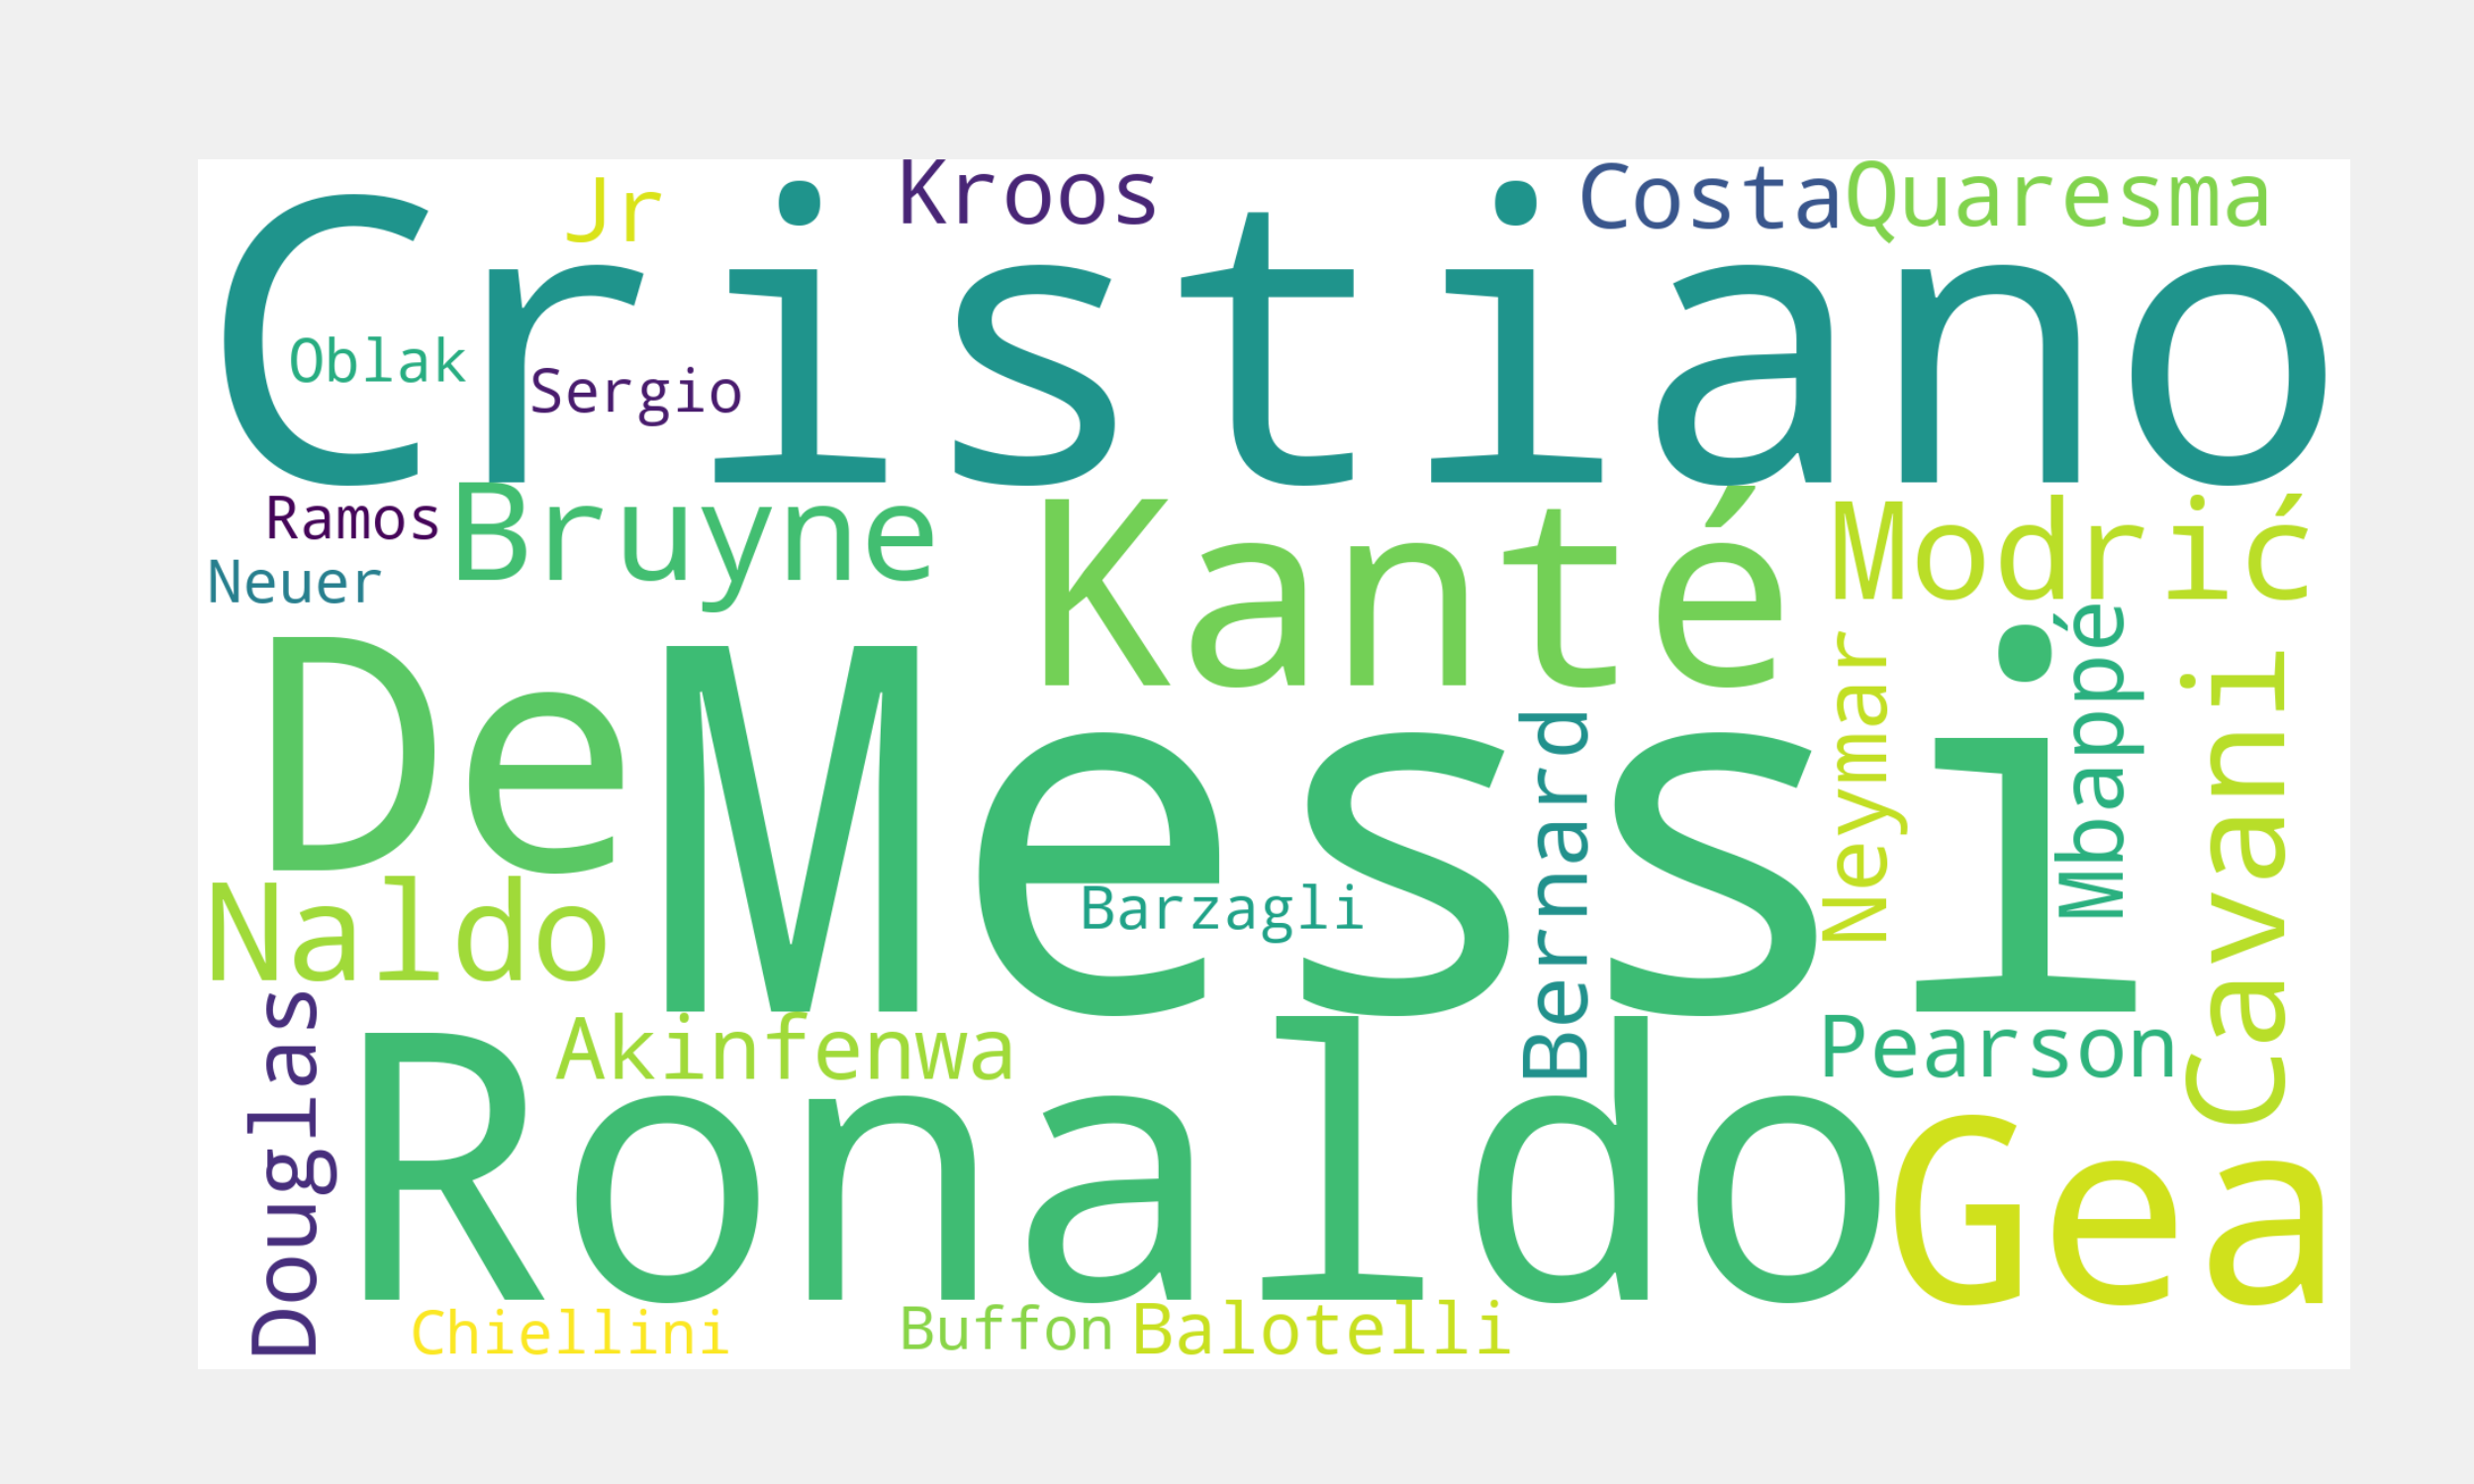 Jr
Kroos
Costa
Quaresma
Cristiano
Oblak
Sergio
Ramos
Bruyne
Kanté
Modrić
Neuer
De
Messi
Neymar
Mbappé
Cavani
Bernard
Naldo
Barzagli
Akinfenwa
Pearson
Douglas
Ronaldo
Gea
Chiellini
Buffon
Balotelli